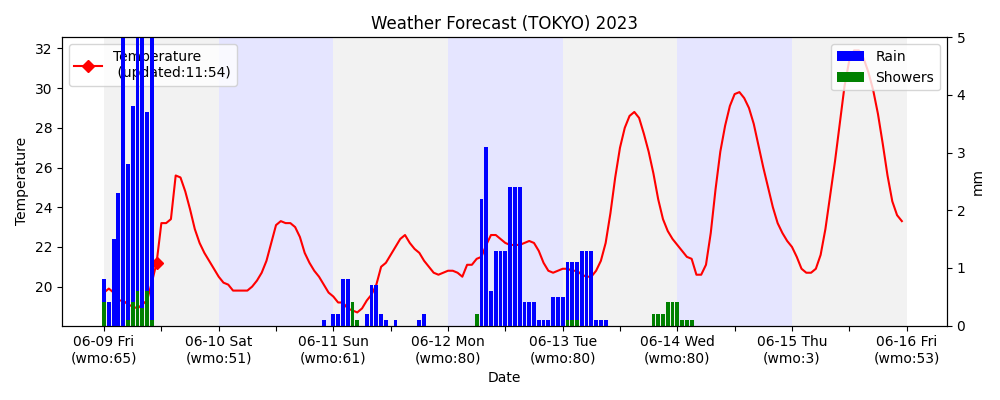 Weather Forecast (TOKYO) 2023
Temperature
(updated:11:54)
Rain
Showers
Temperature
32
30
28
26
24
22
20
5
4
3
2
1
0
mm
06-09 Fri
(wmo:65)
06-10 Sat
(wmo:51)
06-11 Sun
(wmo:61)
06-12 Mon
(wmo:80)
06-13 Tue
(wmo:80)
06-14 Wed
(wmo:80)
06-15 Thu
(wmo:3)
06-16 Fri
(wmo:53)
Date